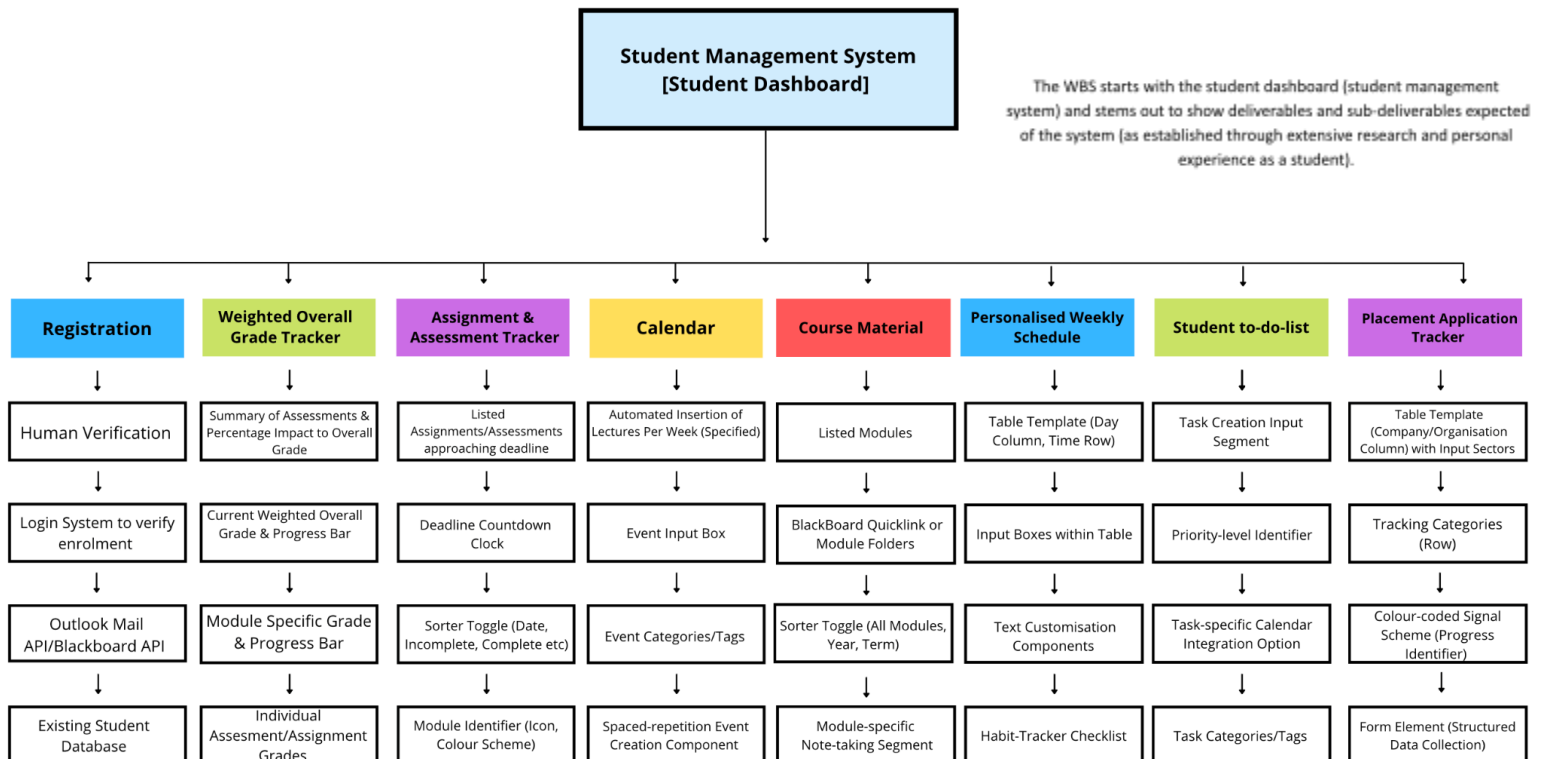 Student Management System
[Student Dashboard]
The WBS starts with the student dashboard (student management
system) and stems out to show deliverables and sub-deliverables expected
of the system (as established through extensive research and personal
experience as a student).
Registration
Weighted Overall
Grade Tracker
Assignment &
Assessment Tracker
Calendar
Course Material
Personalised Weekly
Schedule
Student to-do-list
Placement Application
Tracker
Human Verification
Summary of Assessments &
Percentage Impact to Overall
Grade
Listed
Assignments/Assessments
approaching deadline
Automated Insertion of
Lectures Per Week (Specified)
Listed Modules
Table Template (Day
Column, Time Row)
Task Creation Input
Segment
Table Template
(Company/Organisation
Column) with Input Sectors
Login System to verify
enrolment
Current Weighted Overall
Grade & Progress Bar
Deadline Countdown
Clock
Event Input Box
BlackBoard Quicklink or
Module Folders
Input Boxes within Table
Priority-level Identifier
Tracking Categories
(Row)
Outlook Mail
API/Blackboard API
Module Specific Grade
& Progress Bar
Sorter Toggle (Date,
Incomplete, Complete etc)
Event Categories/Tags
Sorter Toggle (All Modules,
Year, Term)
Text Customisation
Components
Task-specific Calendar
Integration Option
Colour-coded Signal
Scheme (Progress
Identifier)
Existing Student
Database
Individual
Assesment/Assignment
Grades
Module Identifier (Icon,
Colour Scheme)
Spaced-repetition Event
Creation Component
Module-specific
Note-taking Segment
Habit-Tracker Checklist
Task Categories/Tags
Form Element (Structured
Data Collection)